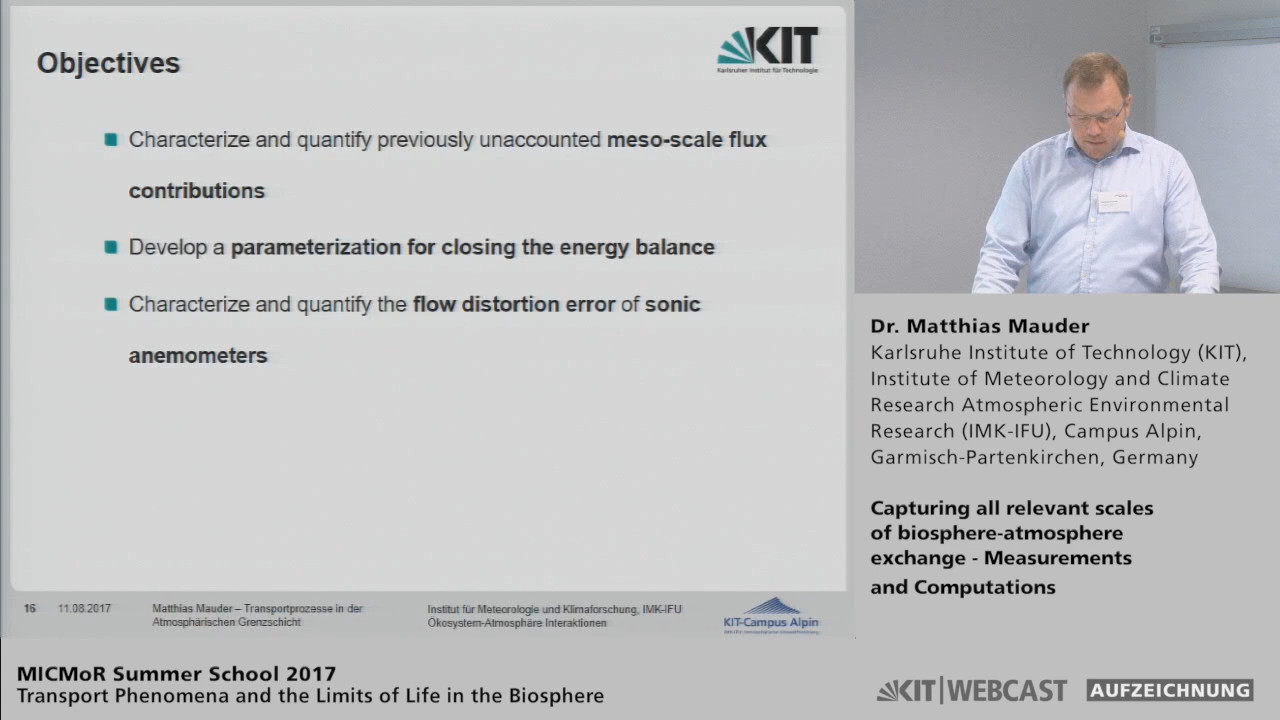 Objectives
KIT
Karlsruher Institut für Technologie
Characterize and quantify previously unaccounted meso-scale flux
contributions
Develop a parameterization for closing the energy balance
Characterize and quantify the flow distortion error of sonic
anemometers
16 11.08.2017
Matthias Mauder – Transportprozesse in der
Atmosphärischen Grenzschicht
Institut für Meteorologie und Klimaforschung, IMK-IFU
Ökosystem-Atmosphäre Interaktionen
KIT-Campus Alpin
Dr. Matthias Mauder
Karlsruhe Institute of Technology (KIT),
Institute of Meteorology and Climate
Research Atmospheric Environmental
Research (IMK-IFU), Campus Alpin,
Garmisch-Partenkirchen, Germany
Capturing all relevant scales
of biosphere-atmosphere
exchange - Measurements
and Computations
MICMoR Summer School 2017
Transport Phenomena and the Limits of Life in the Biosphere
KIT|WEBCAST AUFZEICHNUNG